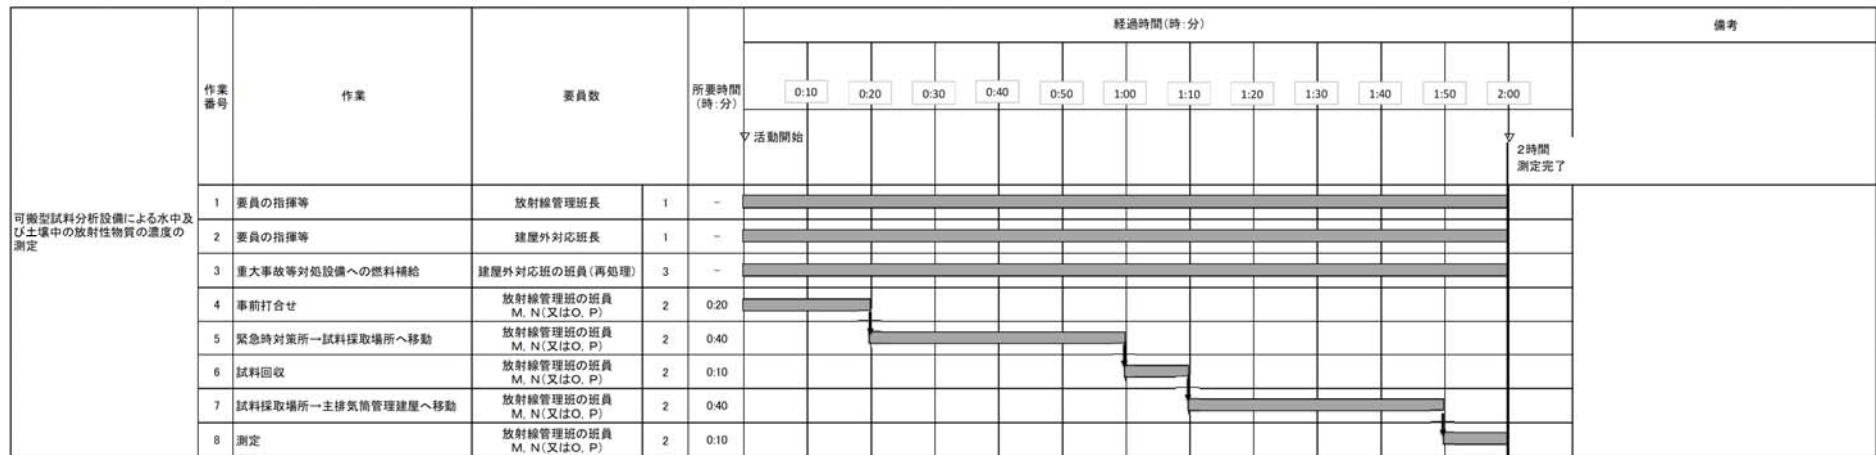 経過時間(時:分)
備考
作業
番号
作業
要員数
所要時間
(時:分)
0:10
0:20
0:30
0:40
0:50
1:00
1:10
1:20
1:30
1:40
1:50
2:00
▽活動開始
▽
2時間
測定完了
可搬型試料分析設備による水中及
び土壌中の放射性物質の濃度の
測定
1 要員の指揮等 放射線管理班長 1 -
2 要員の指揮等 建屋外対応班長 1 -
3 重大事故等対処設備への燃料補給 建屋外対応班の班員(再処理) 3 -
4 事前打合せ 放射線管理班の班員 2 0:20
M, N(又はO, P)
5 緊急時対策所→試料採取場所へ移動 放射線管理班の班員 2 0:40
M, N(又はO, P)
6 試料回収 放射線管理班の班員 2 0:10
M, N(又はO, P)
7 試料採取場所→主排気筒管理建屋へ移動 放射線管理班の班員 2 0:40
M, N(又はO, P)
8 測定 放射線管理班の班員 2 0:10
M, N(又はO, P)